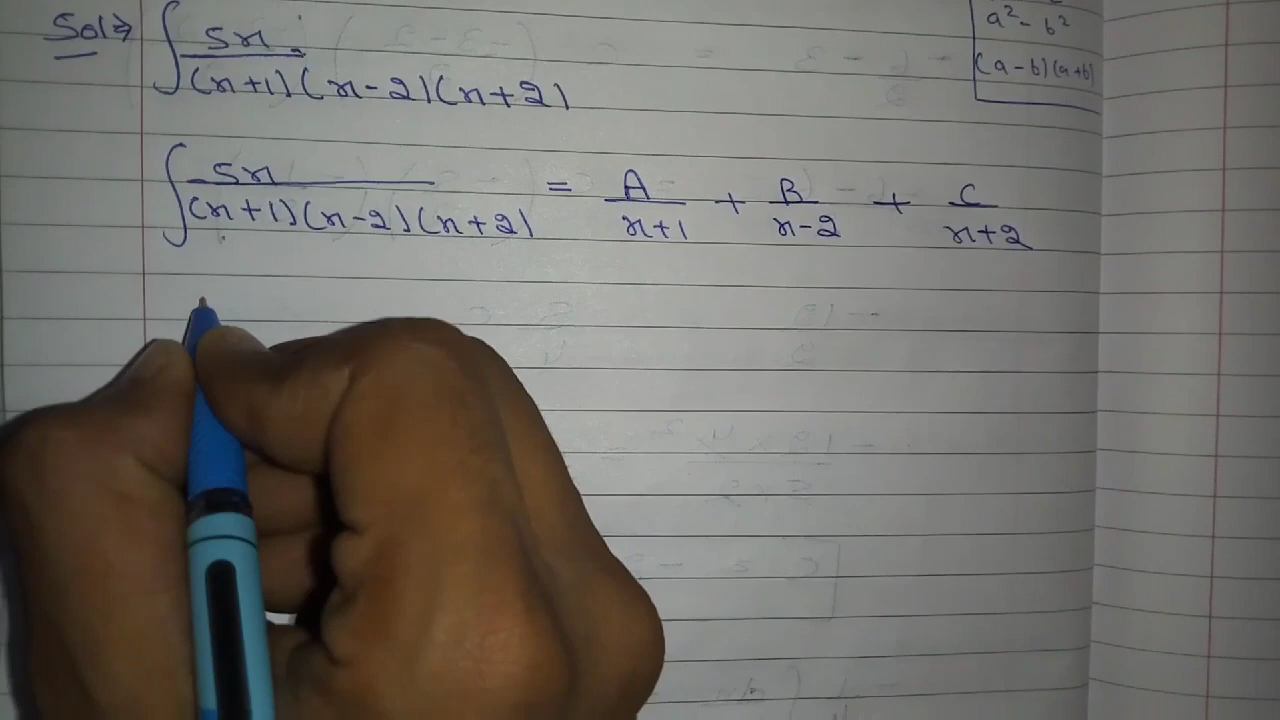 Sol⇒ ∫ 5x / (x+1)(x-2)(x+2)
a² - b²
(a-b)(a+b)
∫ 5x / (x+1)(x-2)(x+2) = A / x+1 + B / x-2 + C / x+2